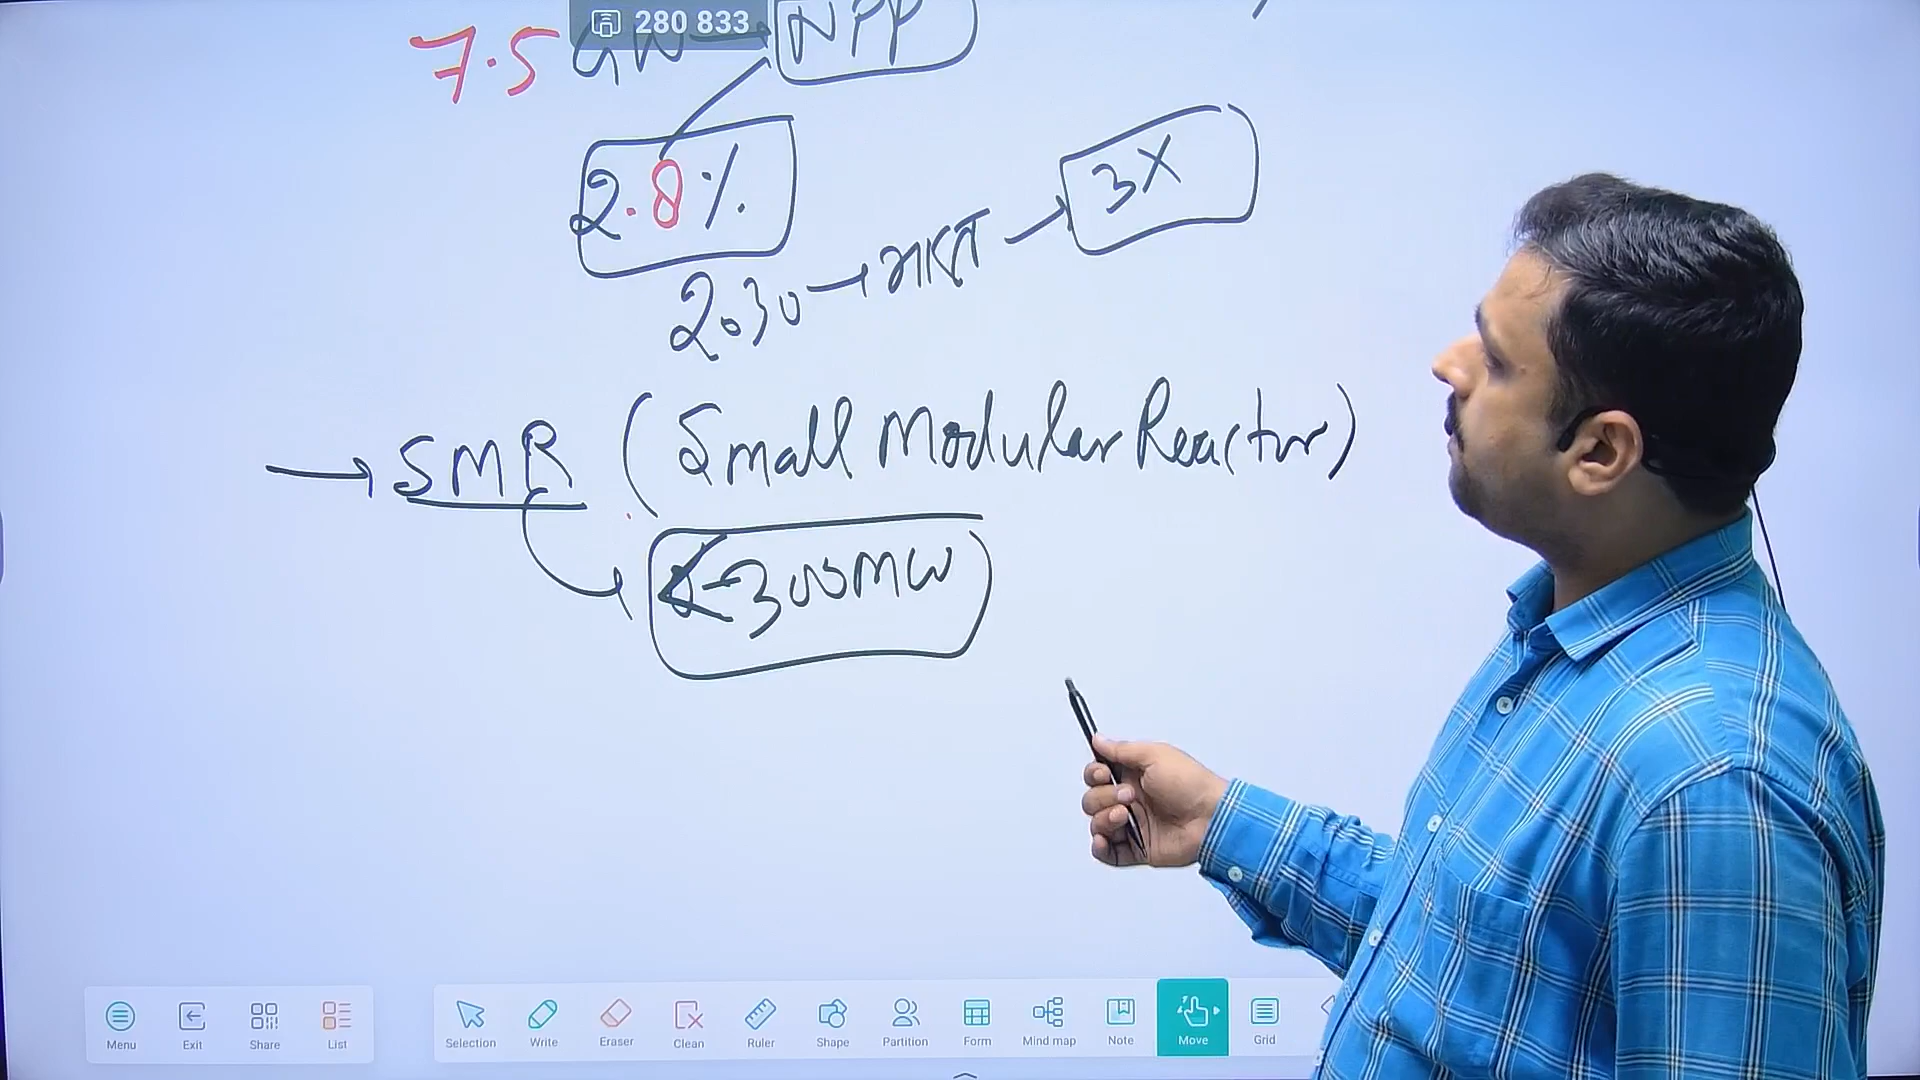 280 833
7.5 GW → NPP
2.8%
3X
2030 → भारत →
→ SMR (Small Modular Reactor)
300MW
Menu Exit Share List Selection Write Eraser Clean Ruler Shape Partition Form Mind map Note Move Grid